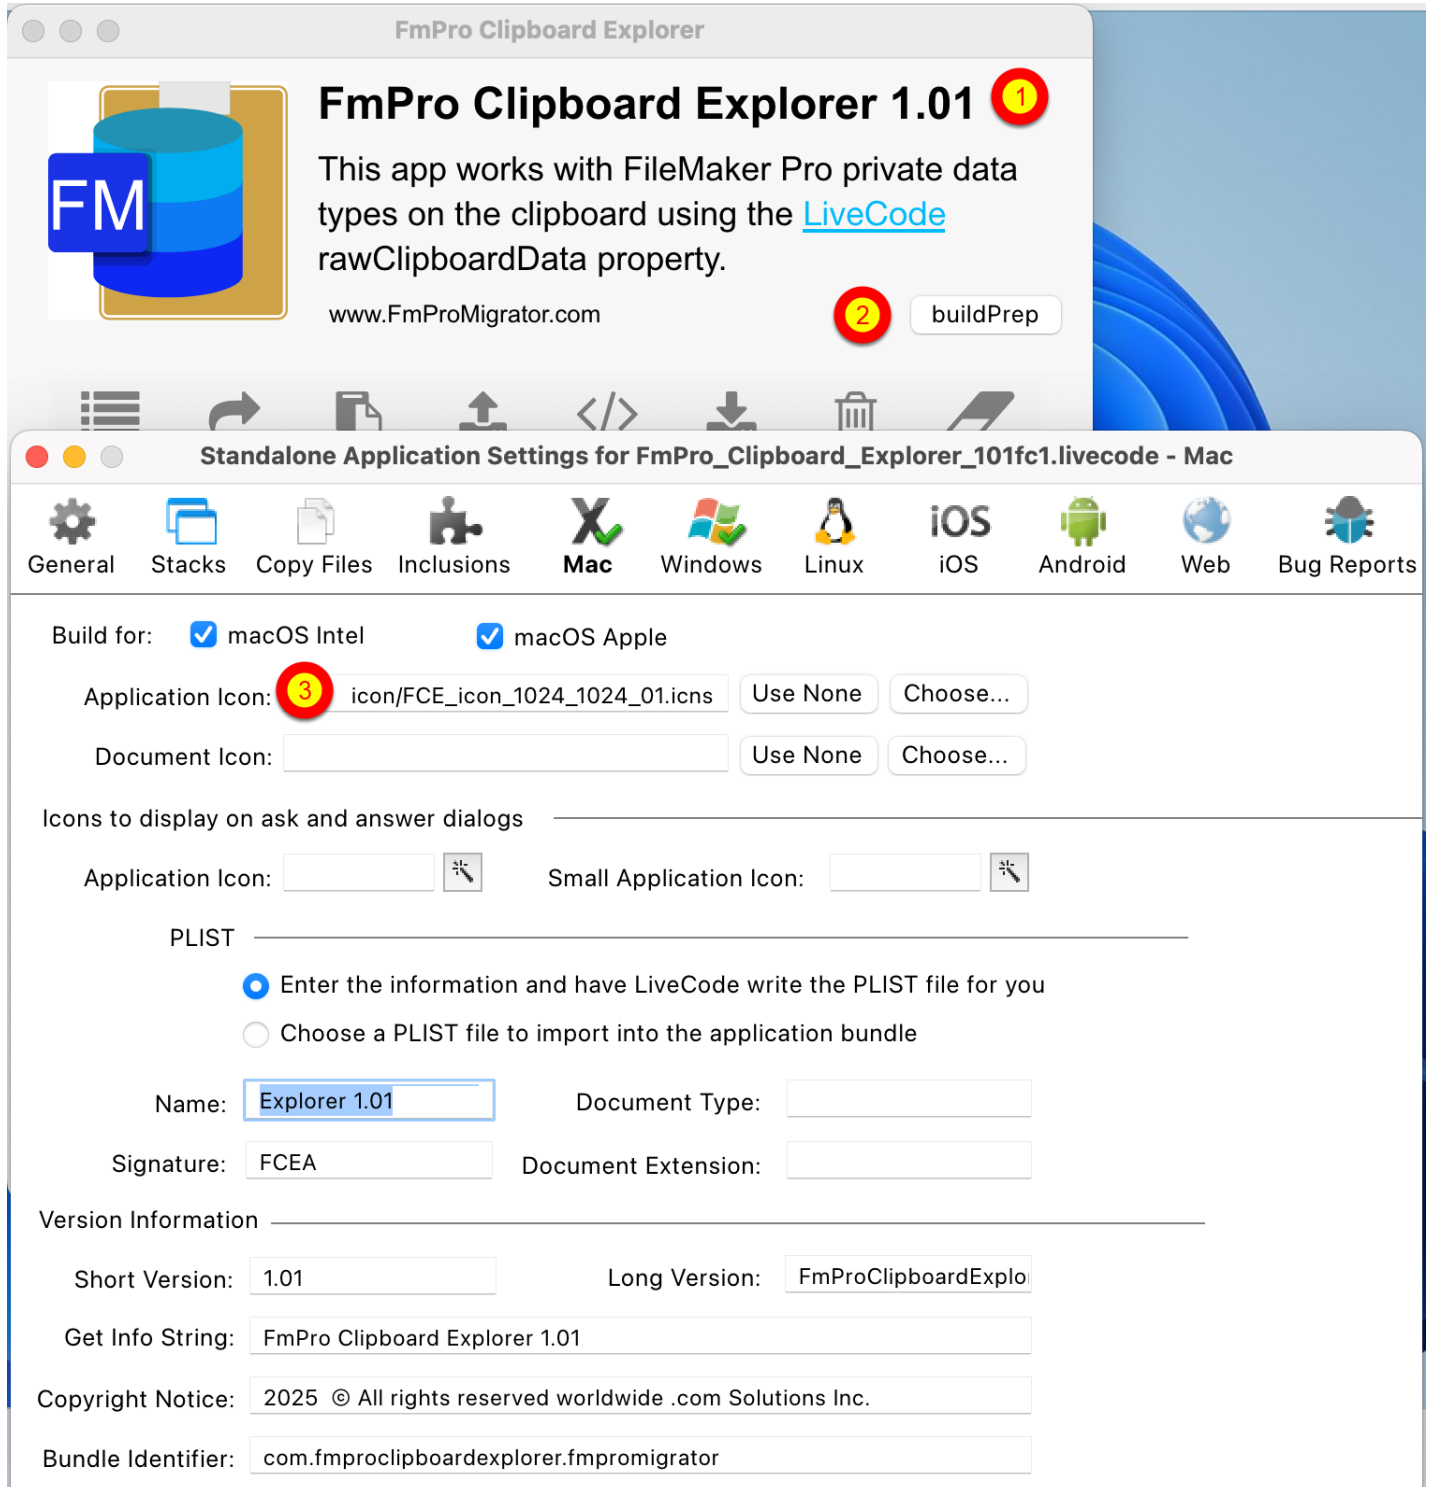 FmPro Clipboard Explorer
FM
FmPro Clipboard Explorer 1.01 1
This app works with FileMaker Pro private data
types on the clipboard using the LiveCode
rawClipboardData property.
www.FmProMigrator.com 2 buildPrep
Standalone Application Settings for FmPro_Clipboard_Explorer_101fc1.livecode - Mac
iOS
General Stacks Copy Files Inclusions Mac Windows Linux iOS Android Web Bug Reports
Build for: macOS Intel macOS Apple
Application Icon: 3 icon/FCE_icon_1024_1024_01.icns Use None Choose...
Document Icon: Use None Choose...
Icons to display on ask and answer dialogs
Application Icon: Small Application Icon:
PLIST
Enter the information and have LiveCode write the PLIST file for you
Choose a PLIST file to import into the application bundle
Name: Explorer 1.01 Document Type:
Signature: FCEA Document Extension:
Version Information
Short Version: 1.01 Long Version: FmProClipboardExplo
Get Info String: FmPro Clipboard Explorer 1.01
Copyright Notice: 2025 © All rights reserved worldwide .com Solutions Inc.
Bundle Identifier: com.fmproclipboardexplorer.fmpromigrator